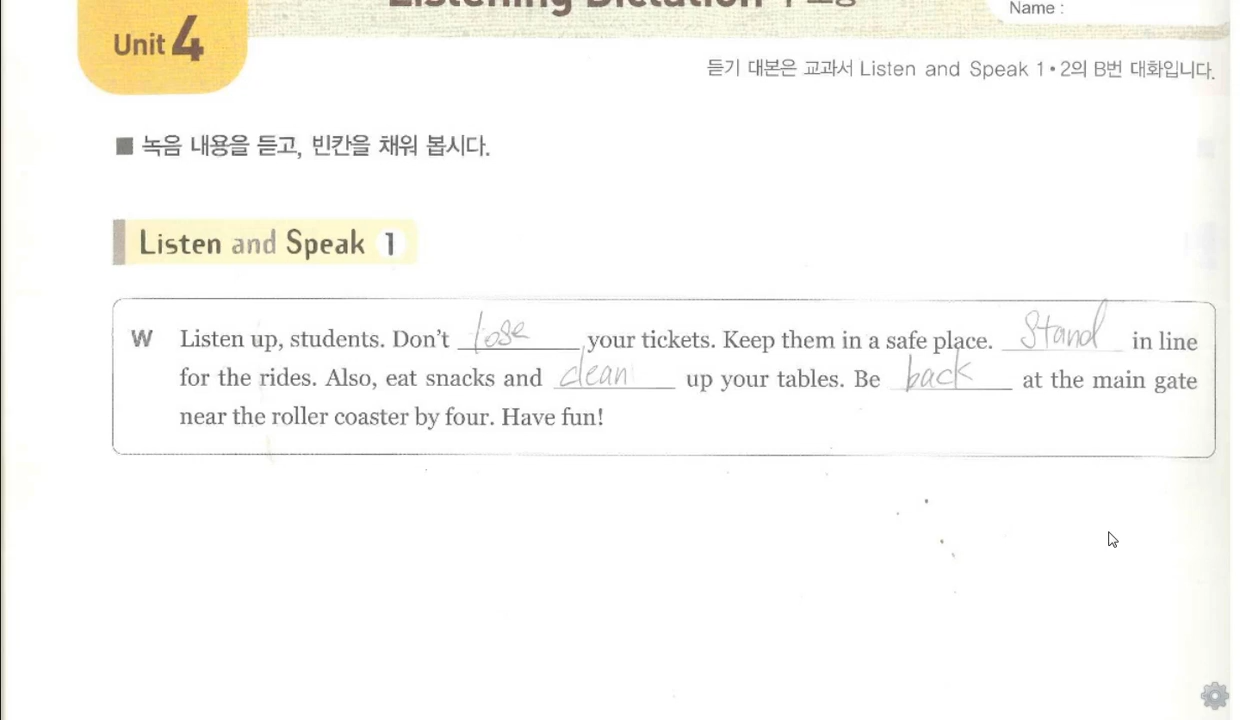 Unit 4
Listening Dictation
Name :
듣기 대본은 교과서 Listen and Speak 1·2의 B번 대화입니다.
■ 녹음 내용을 듣고, 빈칸을 채워 봅시다.
Listen and Speak 1
W Listen up, students. Don't lose your tickets. Keep them in a safe place. Stand in line
for the rides. Also, eat snacks and clean up your tables. Be back at the main gate
near the roller coaster by four. Have fun!